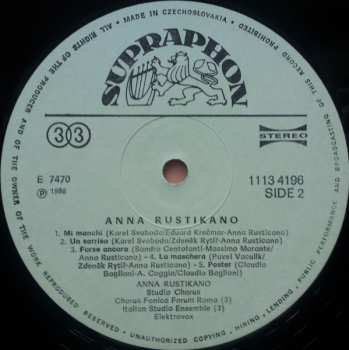 MADE IN CZECHOSLOVAKIA • ALL RIGHTS OF THE PRODUCER AND OF THE OWNER OF THE WORK REPRODUCED RESERVED • UNAUTHORIZED COPYING • HIRING • LENDING • PUBLIC PERFORMANCE AND BROADCASTING OF THIS RECORD PROHIBITED
SUPRAPHON
33
STEREO
E 7470
℗ 1986
1113 4196
SIDE 2
ANNA RUSTIKANO
1. Mi manchi (Karel Svoboda/Eduard Krečmar-Anna Rusticano)
2. Un sorriso (Karel Svoboda/Zdeněk Rytíř-Anna Rusticano)
3. Forse ancora (Sandro Centofanti-Massimo Morante/
Anna Rusticano) - 4. La maschera (Pavel Vaculík/
Zdeněk Rytíř-Anna Rusticano) - 5. Poster (Claudio
Baglioni-A. Coggio/Claudio Baglioni)
ANNA RUSTIKANO
Studio Chorus
Chorus Fonica Forum Roma (3)
Italian Studio Ensemble (3)
Elektrovox